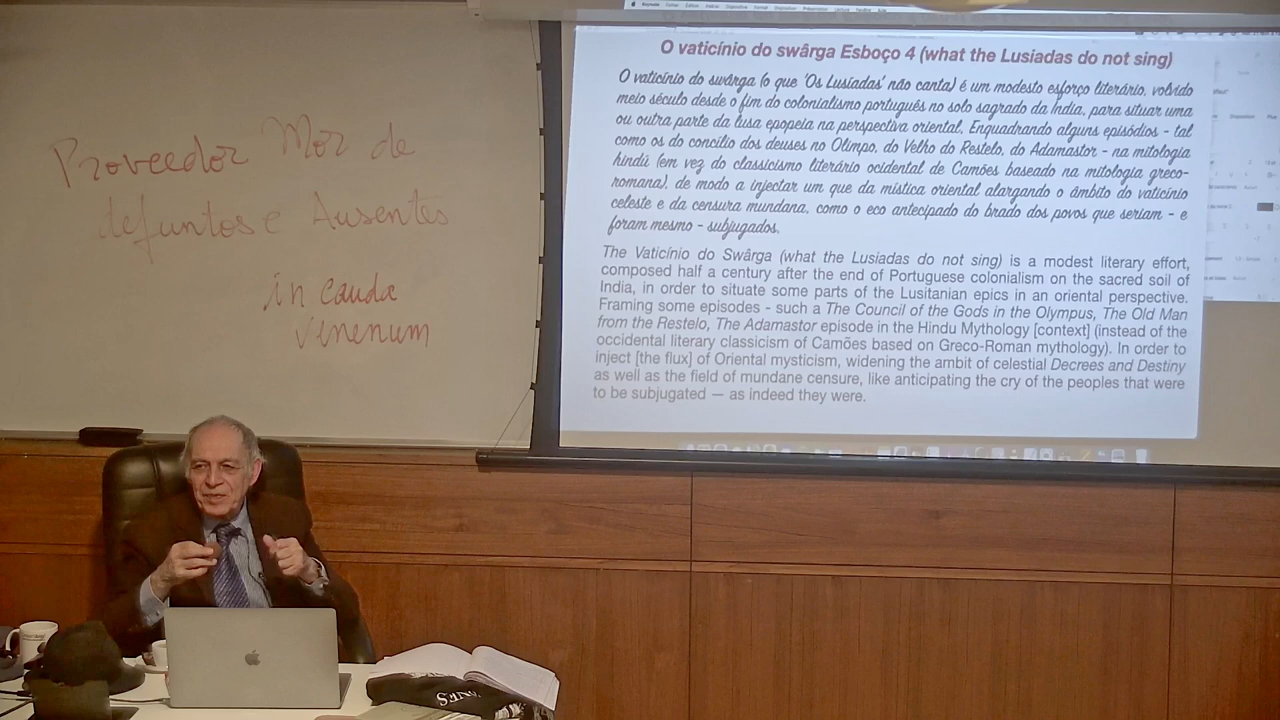 Proveedor Mor de
defuntos e Ausentes
in cauda
venenum
O vaticínio do swârga Esboço 4 (what the Lusiadas do not sing)
O vaticínio do swârga (o que 'Os Lusíadas' não canta) é um modesto esforço literário, volvido
meio século desde o fim do colonialismo português no solo sagrado da Índia, para situar uma
ou outra parte da lusa epopeia na perspectiva oriental. Enquadrando alguns episódios - tal
como os do concílio dos deuses no Olimpo, do Velho do Restelo, do Adamastor - na mitologia
hindú (em vez do classicismo literário ocidental de Camões baseado na mitologia greco-
romana), de modo a injectar um que da mística oriental alargando o âmbito do vaticínio
celeste e da censura mundana, como o eco antecipado do brado dos povos que seriam - e
foram mesmo - subjugados.
The Vaticínio do Swârga (what the Lusiadas do not sing) is a modest literary effort,
composed half a century after the end of Portuguese colonialism on the sacred soil of
India, in order to situate some parts of the Lusitanian epics in an oriental perspective.
Framing some episodes - such a The Council of the Gods in the Olympus, The Old Man
from the Restelo, The Adamastor episode in the Hindu Mythology [context] (instead of the
occidental literary classicism of Camões based on Greco-Roman mythology). In order to
inject [the flux] of Oriental mysticism, widening the ambit of celestial Decrees and Destiny
as well as the field of mundane censure, like anticipating the cry of the peoples that were
to be subjugated — as indeed they were.